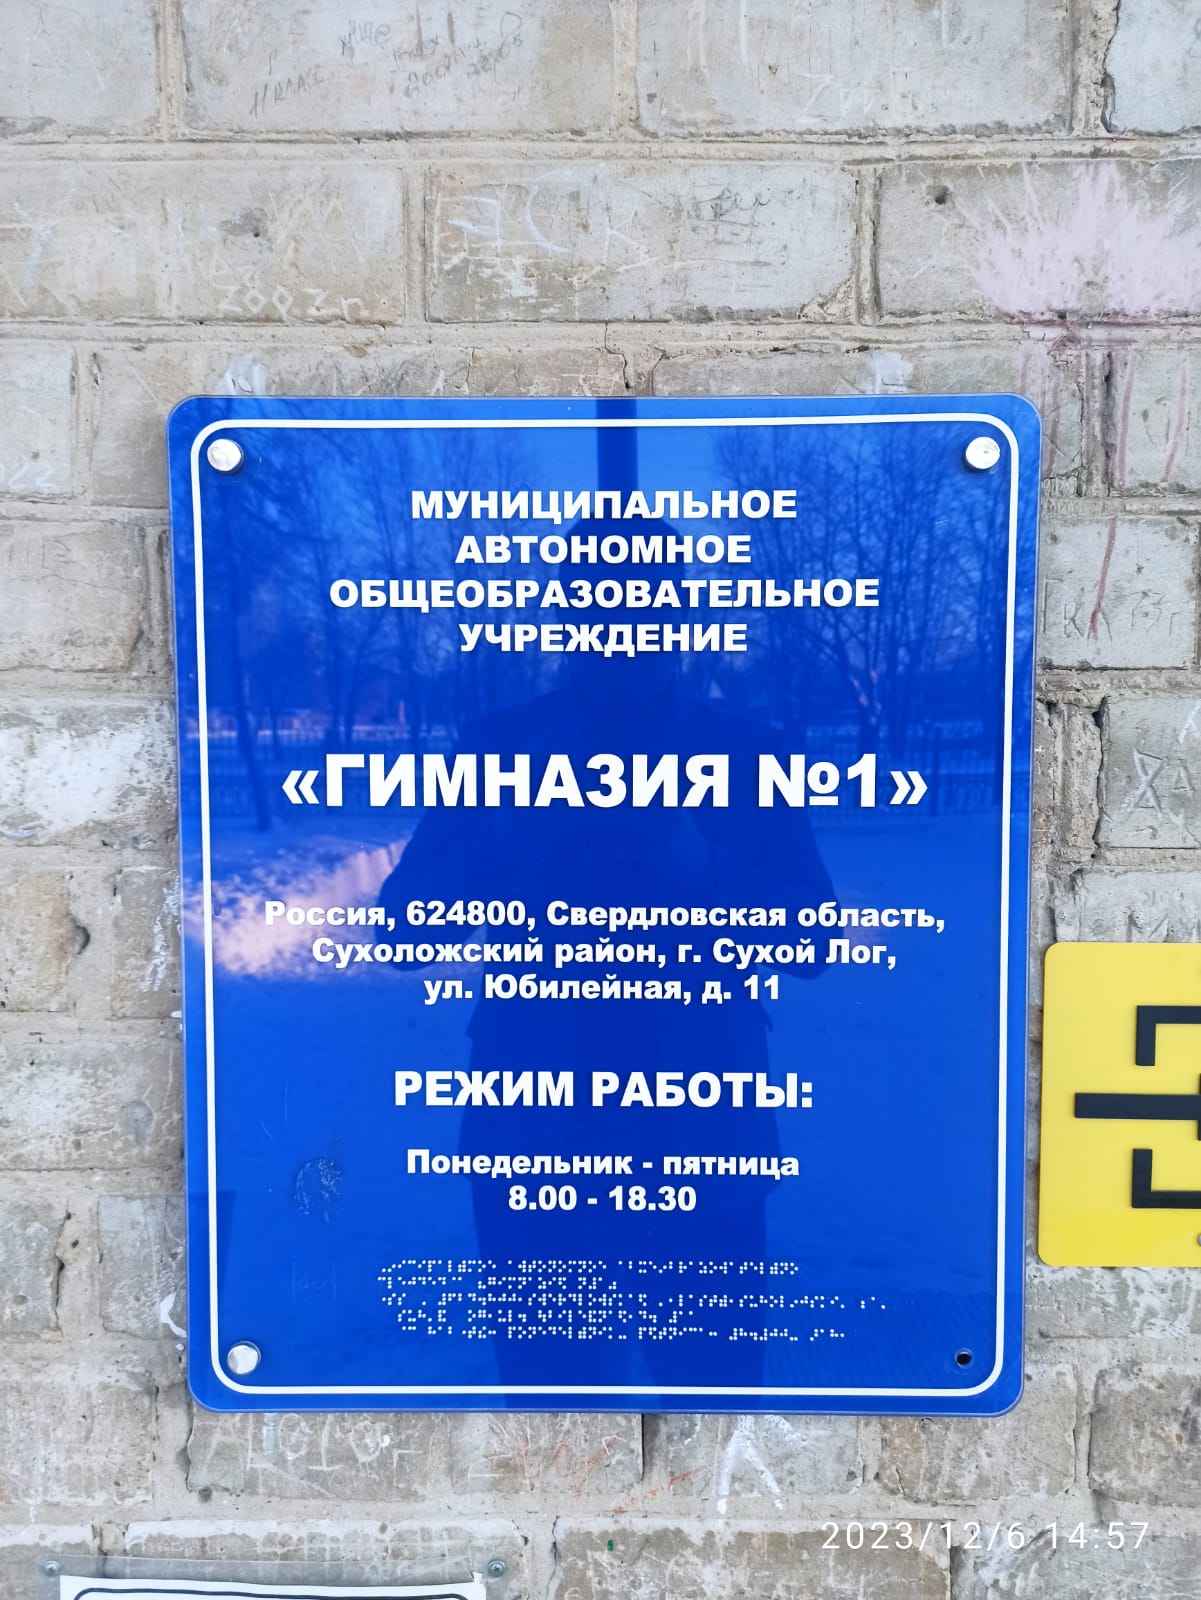 МУНИЦИПАЛЬНОЕ
АВТОНОМНОЕ
ОБЩЕОБРАЗОВАТЕЛЬНОЕ
УЧРЕЖДЕНИЕ
«ГИМНАЗИЯ №1»
Россия, 624800, Свердловская область,
Сухоложский район, г. Сухой Лог,
ул. Юбилейная, д. 11
РЕЖИМ РАБОТЫ:
Понедельник - пятница
8.00 - 18.30
2023/12/6 14:57